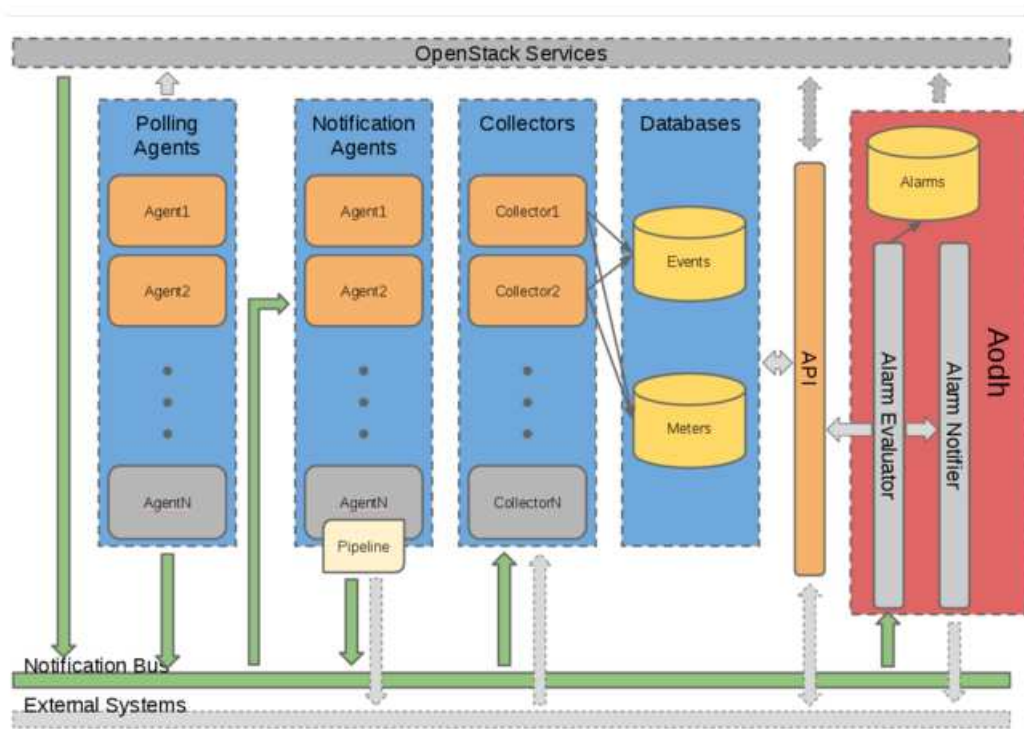 OpenStack Services
Polling
Agents
Agent1
Agent2
AgentN
Notification
Agents
Agent1
Agent2
AgentN
Pipeline
Collectors
Collector1
Collector2
CollectorN
Databases
Events
Meters
API
Alarms
Alarm Evaluator
Alarm Notifier
Aodh
Notification Bus
External Systems